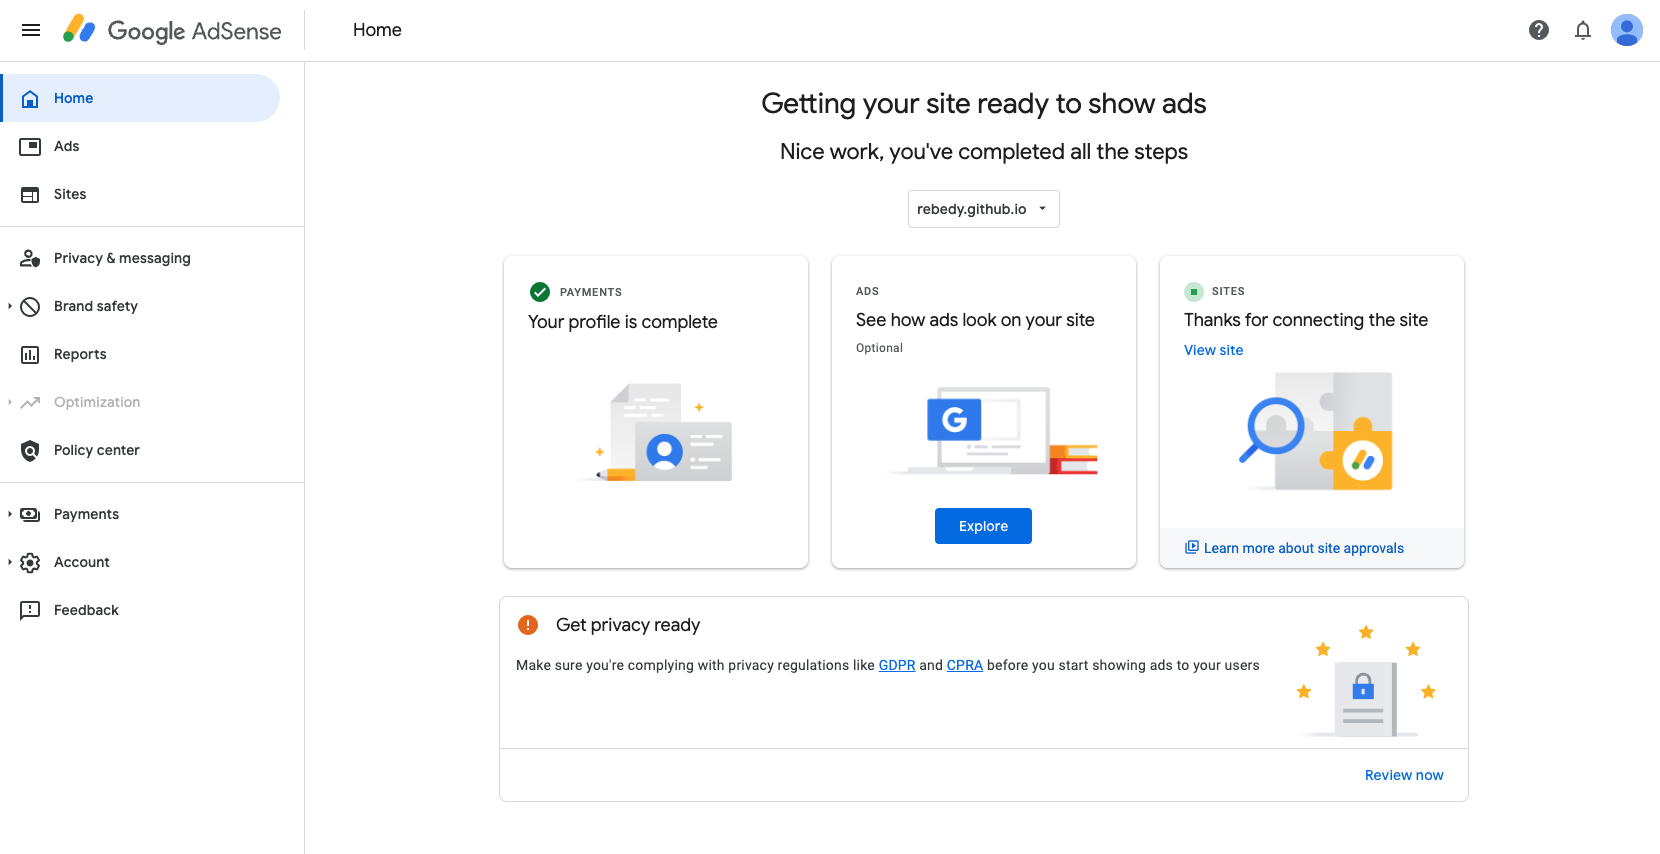 Google AdSense
Home
Home
Ads
Sites
Privacy & messaging
Brand safety
Reports
Optimization
Policy center
Payments
Account
Feedback
Getting your site ready to show ads
Nice work, you've completed all the steps
rebedy.github.io
PAYMENTS
Your profile is complete
ADS
See how ads look on your site
Optional
G
Explore
SITES
Thanks for connecting the site
View site
Learn more about site approvals
Get privacy ready
Make sure you're complying with privacy regulations like GDPR and CPRA before you start showing ads to your users
Review now